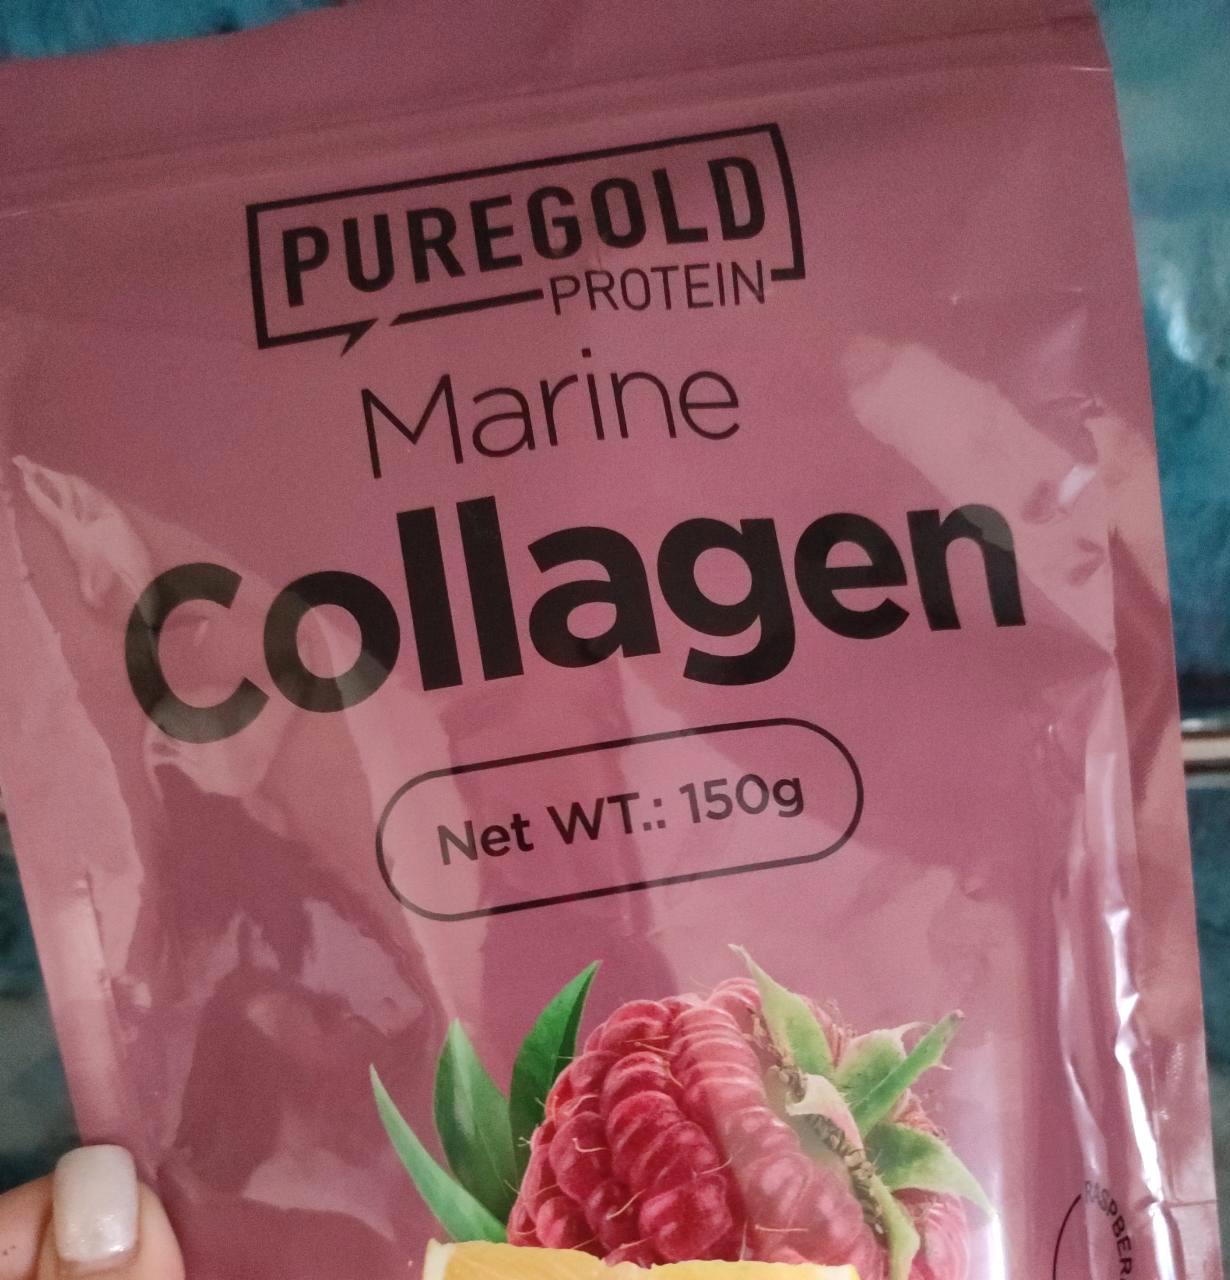 PUREGOLD
PROTEIN
Marine
Collagen
Net WT.: 150g